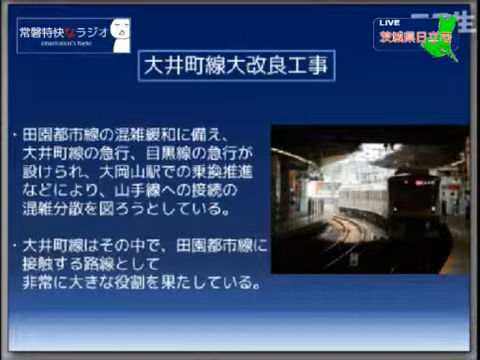 常磐特快なラジオ
Jobantokkai's Radio
LIVE
茨城県日立市
大井町線大改良工事
・田園都市線の混雑緩和に備え、
大井町線の急行、目黒線の急行が
設けられ、大岡山駅での乗換推進
などにより、山手線への接続の
混雑分散を図ろうとしている。
・大井町線はその中で、田園都市線に
接触する路線として
非常に大きな役割を果たしている。